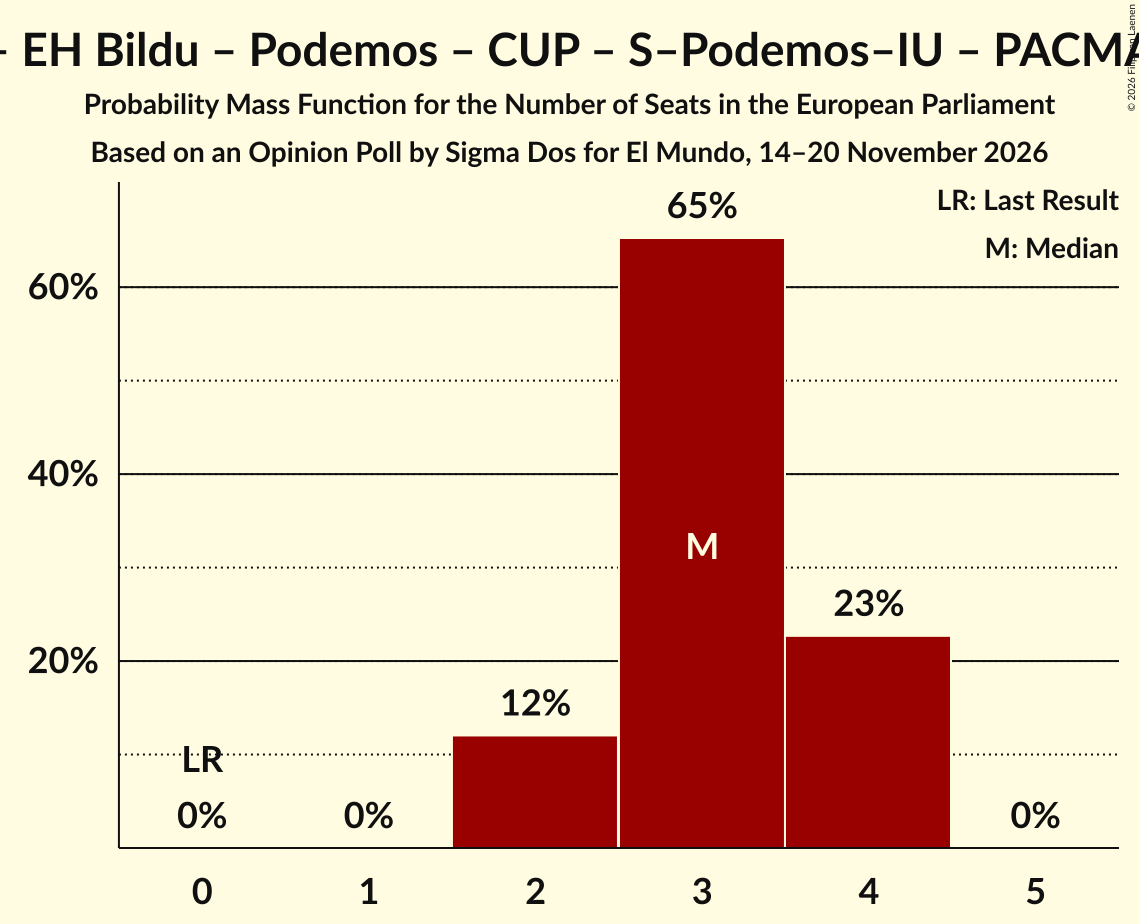 – EH Bildu – Podemos – CUP – S–Podemos–IU – PACMA
Probability Mass Function for the Number of Seats in the European Parliament
Based on an Opinion Poll by Sigma Dos for El Mundo, 14–20 November 2026
LR: Last Result
M: Median
65%
60%
40%
M
23%
20%
12%
LR
0% 0% 0%
0 1 2 3 4 5
© 2026 Laenen